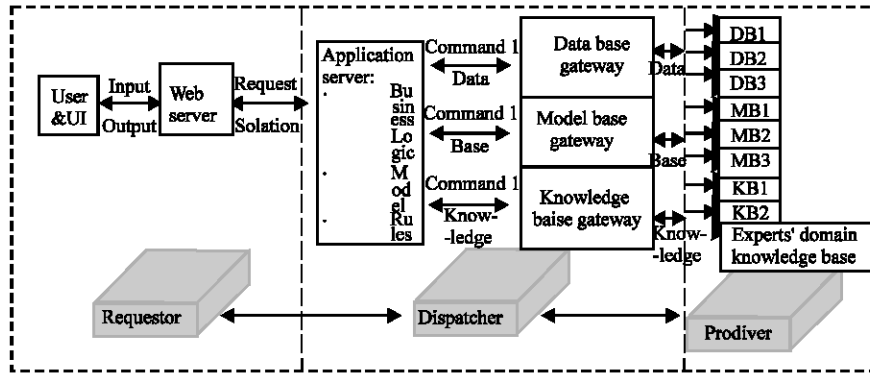 User
&UI
Input
Output
Web
server
Request
Solation
Application
server:
· Bu
sin
ess
Lo
gic
· M
od
el
· Ru
les
Command 1
Data
Command 1
Base
Command 1
Know-
-ledge
Data base
gateway
Model base
gateway
Knowledge
baise gateway
Data
Base
Know-
-ledge
DB1
DB2
DB3
MB1
MB2
MB3
KB1
KB2
Experts' domain
knowledge base
Requestor
Dispatcher
Prodiver